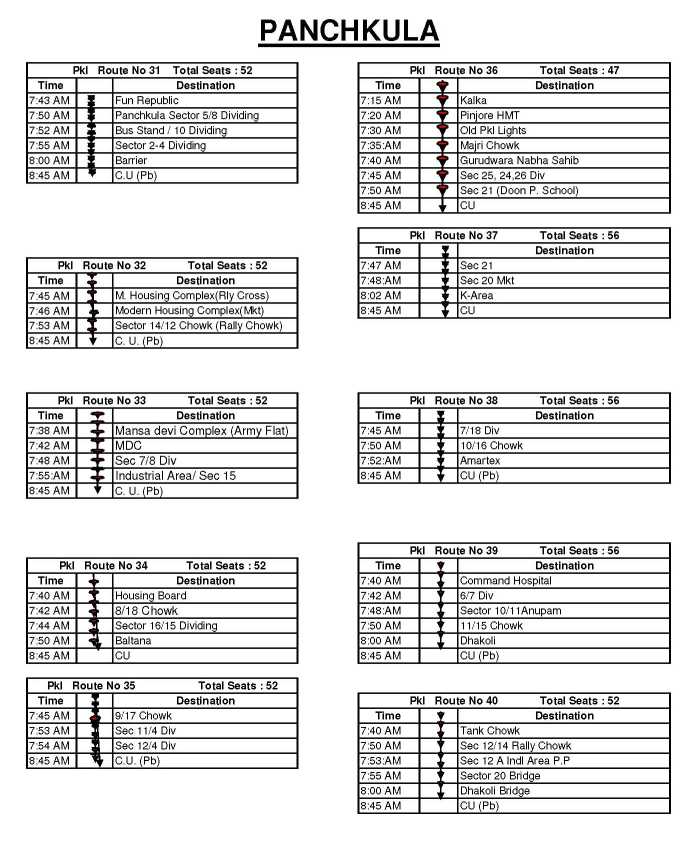 PANCHKULA
Pkl Route No 31 Total Seats : 52
Time Destination
7:43 AM Fun Republic
7:50 AM Panchkula Sector 5/8 Dividing
7:52 AM Bus Stand / 10 Dividing
7:55 AM Sector 2-4 Dividing
8:00 AM Barrier
8:45 AM C.U (Pb)
Pkl Route No 32 Total Seats : 52
Destination
7:45 AM M. Housing Complex(Rly Cross)
7:46 AM Modern Housing Complex(Mkt)
7:53 AM Sector 14/12 Chowk (Rally Chowk)
8:45 AM C. U. (Pb)
Pkl Route No 33 Total Seats : 52
Time Destination
7:38 AM Mansa devi Complex (Army Flat)
7:42 AM MDC
7:48 AM Sec 7/8 Div
7:55:AM Industrial Area/ Sec 15
8:45 AM C. U. (Pb)
Pkl Route No 34 Total Seats : 52
Time Destination
7:40 AM Housing Board
7:42 AM 8/18 Chowk
7:44 AM Sector 16/15 Dividing
7:50 AM Baltana
8:45 AM CU
Pkl Route No 35 Total Seats : 52
Time Destination
7:45 AM 9/17 Chowk
7:53 AM Sec 11/4 Div
7:54 AM Sec 12/4 Div
8:45 AM C.U. (Pb)
Pkl Route No 36 Total Seats : 47
Time Destination
7:15 AM Kalka
7:20 AM Pinjore HMT
7:30 AM Old Pkl Lights
7:35:AM Majri Chowk
7:40 AM Gurudwara Nabha Sahib
7:45 AM Sec 25, 24,26 Div
7:50 AM Sec 21 (Doon P. School)
8:45 AM CU
Pkl Route No 37 Total Seats : 56
Time Destination
7:47 AM Sec 21
7:48:AM Sec 20 Mkt
8:02 AM K-Area
8:45 AM CU
Pkl Route No 38 Total Seats : 56
Time Destination
7:45 AM 7/18 Div
7:50 AM 10/16 Chowk
7:52:AM Amartex
8:45 AM CU (Pb)
Pkl Route No 39 Total Seats : 56
Time Destination
7:40 AM Command Hospital
7:42 AM 6/7 Div
7:48:AM Sector 10/11Anupam
7:50 AM 11/15 Chowk
8:00 AM Dhakoli
8:45 AM CU (Pb)
Pkl Route No 40 Total Seats : 52
Time Destination
7:40 AM Tank Chowk
7:50 AM Sec 12/14 Rally Chowk
7:53:AM Sec 12 A Indl Area P.P
7:55 AM Sector 20 Bridge
8:00 AM Dhakoli Bridge
8:45 AM CU (Pb)